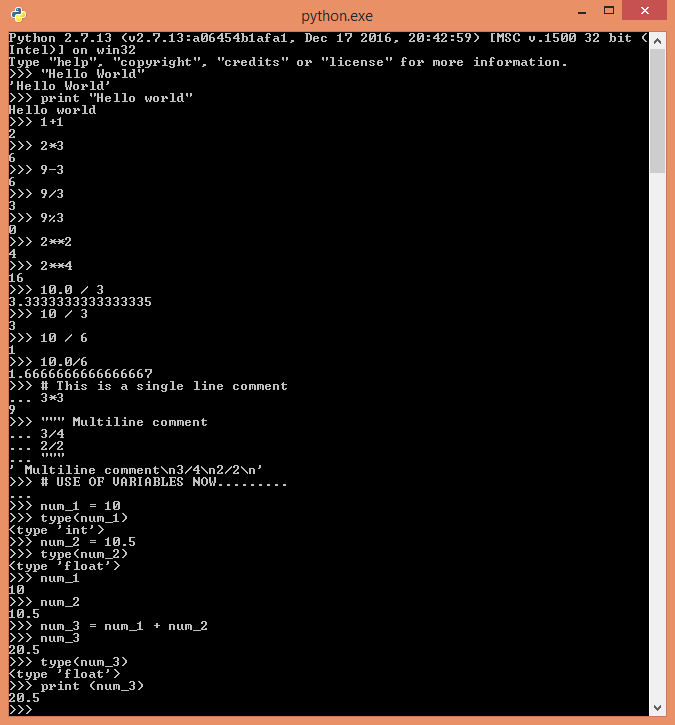 python.exe
Python 2.7.13 (v2.7.13:a06454b1afa1, Dec 17 2016, 20:42:59) [MSC v.1500 32 bit (
Intel)] on win32
Type "help", "copyright", "credits" or "license" for more information.
>>> "Hello World"
'Hello World'
>>> print "Hello world"
Hello world
>>> 1+1
2
>>> 2*3
6
>>> 9-3
6
>>> 9/3
3
>>> 9%3
0
>>> 2**2
4
>>> 2**4
16
>>> 10.0 / 3
3.3333333333333335
>>> 10 / 3
3
>>> 10 / 6
1
>>> 10.0/6
1.6666666666666667
>>> # This is a single line comment
... 3*3
9
>>> """ Multiline comment
... 3/4
... 2/2
... """
' Multiline comment\n3/4\n2/2\n'
>>> # USE OF VARIABLES NOW.........
...
>>> num_1 = 10
>>> type(num_1)
<type 'int'>
>>> num_2 = 10.5
>>> type(num_2)
<type 'float'>
>>> num_1
10
>>> num_2
10.5
>>> num_3 = num_1 + num_2
>>> num_3
20.5
>>> type(num_3)
<type 'float'>
>>> print (num_3)
20.5
>>>